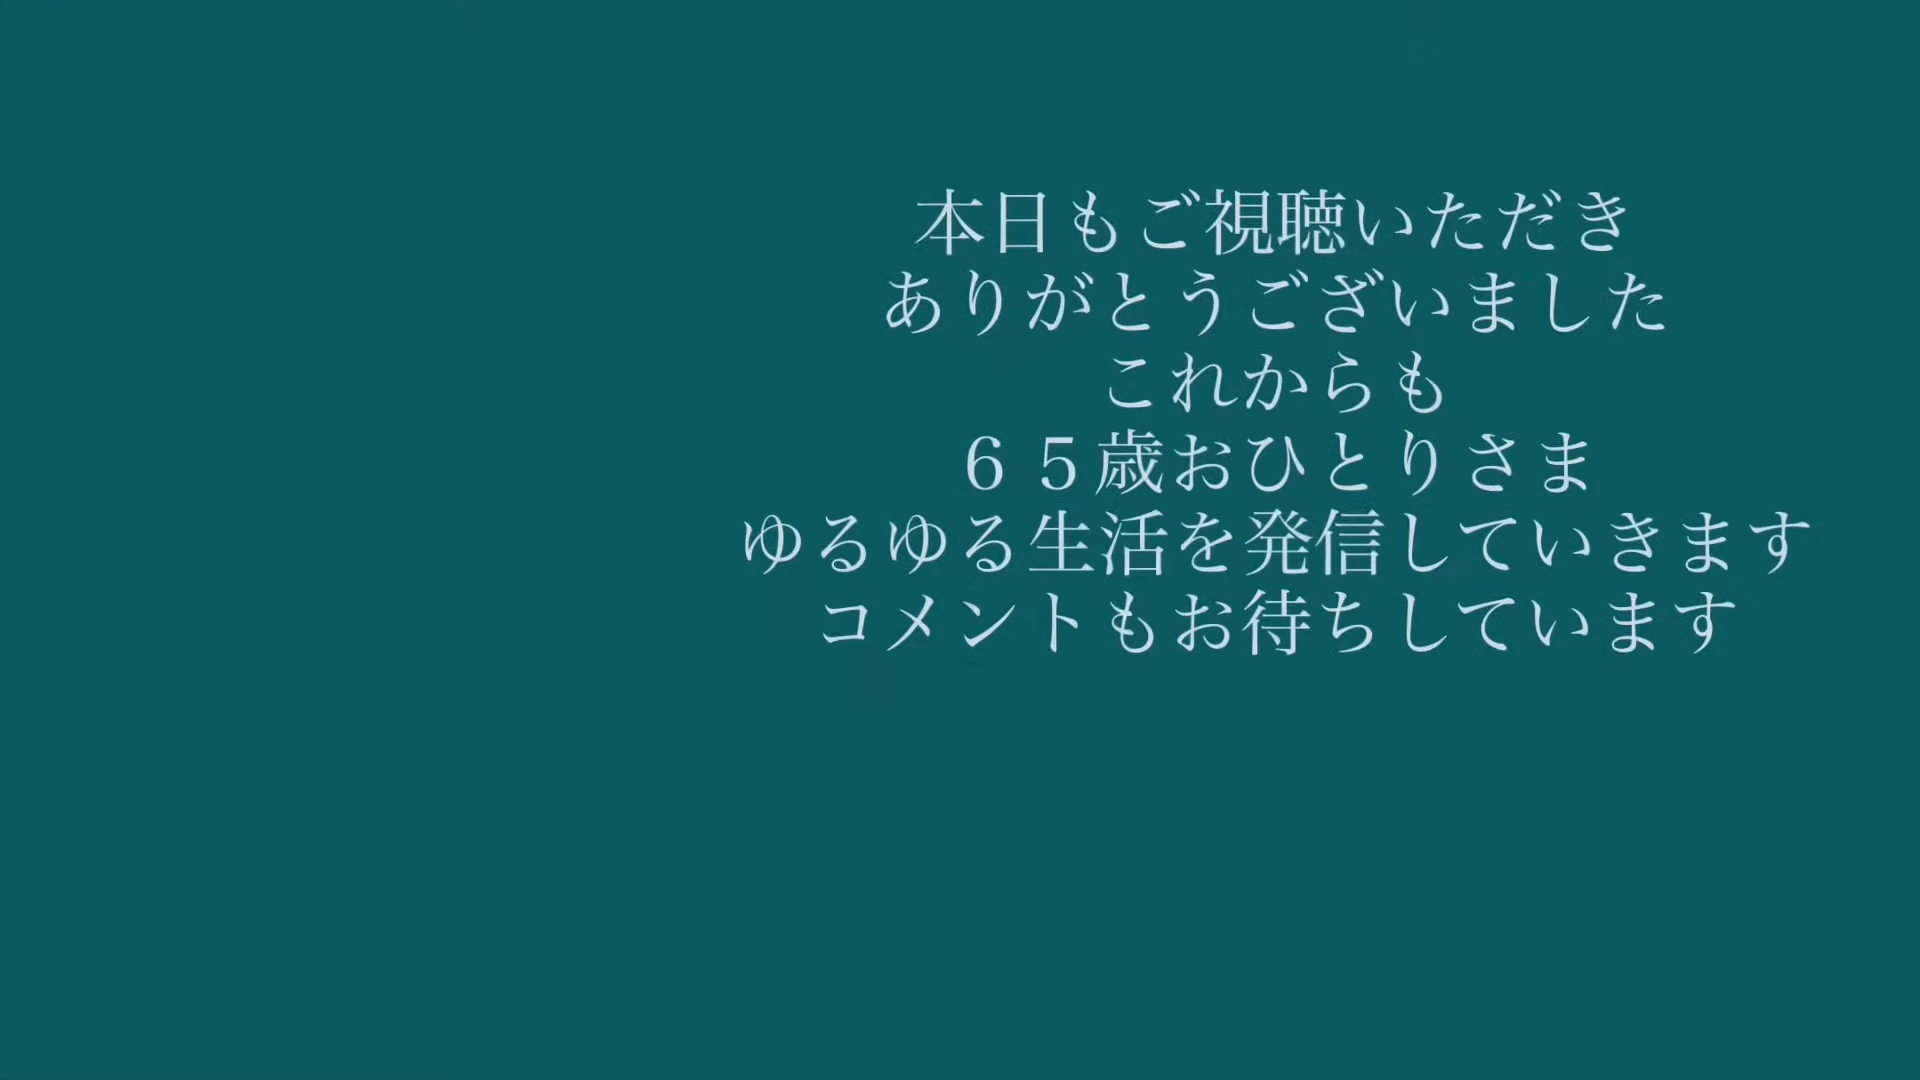 本日もご視聴いただき
ありがとうございました
これからも
６５歳おひとりさま
ゆるゆる生活を発信していきます
コメントもお待ちしています